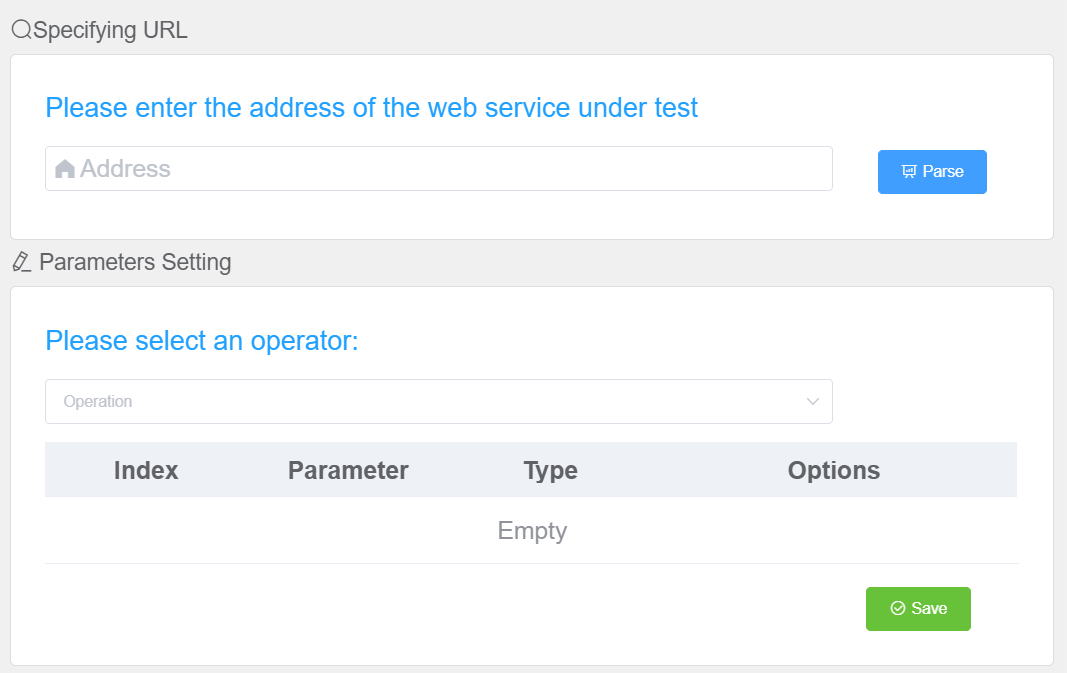 Specifying URL
Please enter the address of the web service under test
Address
Parse
Parameters Setting
Please select an operator:
Operation
Index Parameter Type Options
Empty
Save